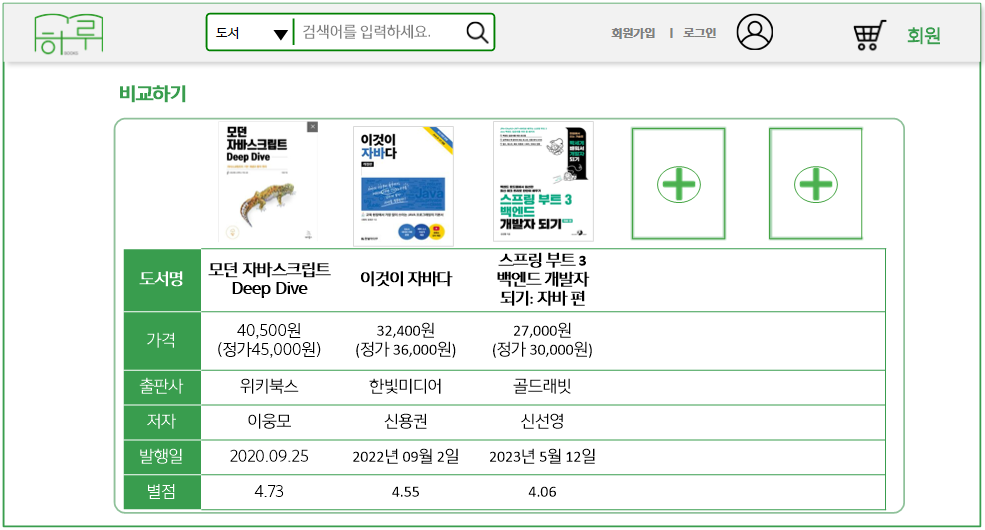 하루
BOOKS
도서
검색어를 입력하세요.
회원가입 | 로그인
회원
비교하기
모던
자바스크립트
Deep Dive
이것이
자바다
Java
스프링 부트 3
백엔드
개발자 되기
도서명
모던 자바스크립트
Deep Dive
이것이 자바다
스프링 부트 3
백엔드 개발자
되기: 자바 편
가격
40,500원
(정가45,000원)
32,400원
(정가 36,000원)
27,000원
(정가 30,000원)
출판사
위키북스
한빛미디어
골드래빗
저자
이웅모
신용권
신선영
발행일
2020.09.25
2022년 09월 2일
2023년 5월 12일
별점
4.73
4.55
4.06